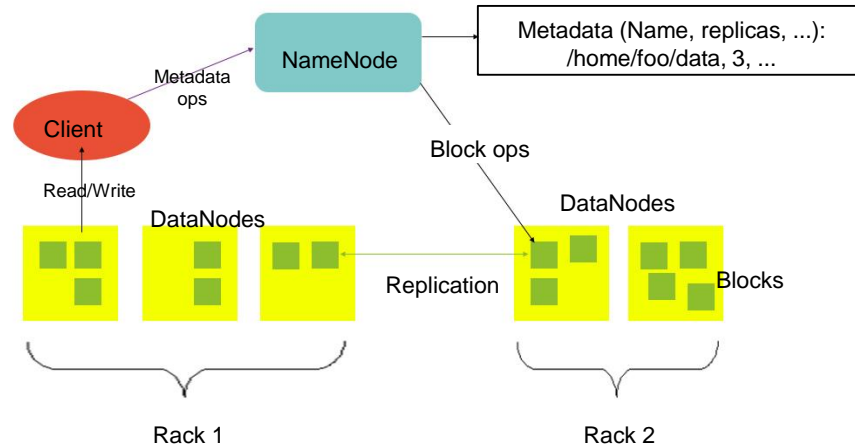 Metadata (Name, replicas, ...):
/home/foo/data, 3, ...
NameNode
Metadata
ops
Client
Block ops
Read/Write
DataNodes
DataNodes
Replication
Blocks
Rack 1
Rack 2